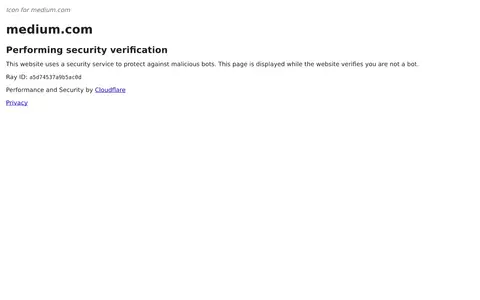 Icon for medium.com
medium.com
Performing security verification
This website uses a security service to protect against malicious bots. This page is displayed while the website verifies you are not a bot.
Ray ID: a5d74537a9b5ac0d
Performance and Security by Cloudflare
Privacy